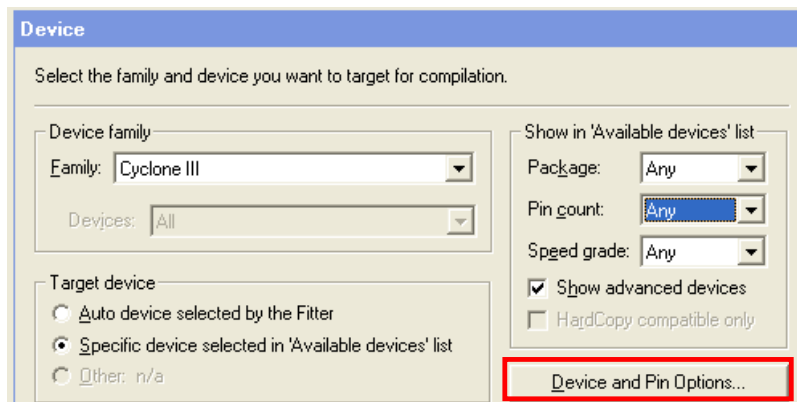 Device
Select the family and device you want to target for compilation.
Device family
Family: Cyclone III
Devices: All
Target device
Auto device selected by the Fitter
Specific device selected in 'Available devices' list
Other: n/a
Show in 'Available devices' list
Package: Any
Pin count: Any
Speed grade: Any
Show advanced devices
HardCopy compatible only
Device and Pin Options...